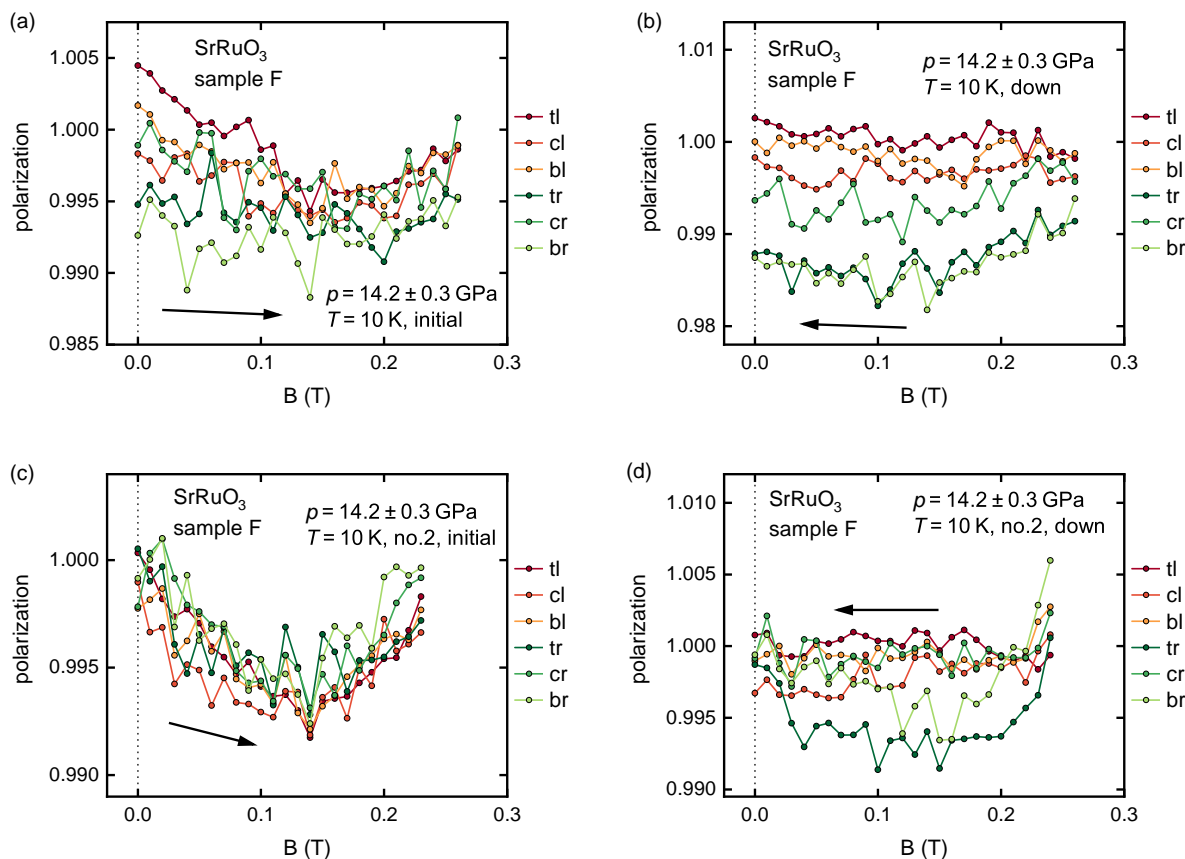 (a)
SrRuO3
sample F
p = 14.2 ± 0.3 GPa
T = 10 K, initial
polarization
1.005
1.000
0.995
0.990
0.985
0.0 0.1 0.2 0.3
B (T)
tl
cl
bl
tr
cr
br
(b)
SrRuO3
sample F
p = 14.2 ± 0.3 GPa
T = 10 K, down
polarization
1.01
1.00
0.99
0.98
0.0 0.1 0.2 0.3
B (T)
tl
cl
bl
tr
cr
br
(c)
SrRuO3
sample F
p = 14.2 ± 0.3 GPa
T = 10 K, no.2, initial
polarization
1.000
0.995
0.990
0.0 0.1 0.2 0.3
B (T)
tl
cl
bl
tr
cr
br
(d)
SrRuO3
sample F
p = 14.2 ± 0.3 GPa
T = 10 K, no.2, down
polarization
1.010
1.005
1.000
0.995
0.990
0.0 0.1 0.2 0.3
B (T)
tl
cl
bl
tr
cr
br